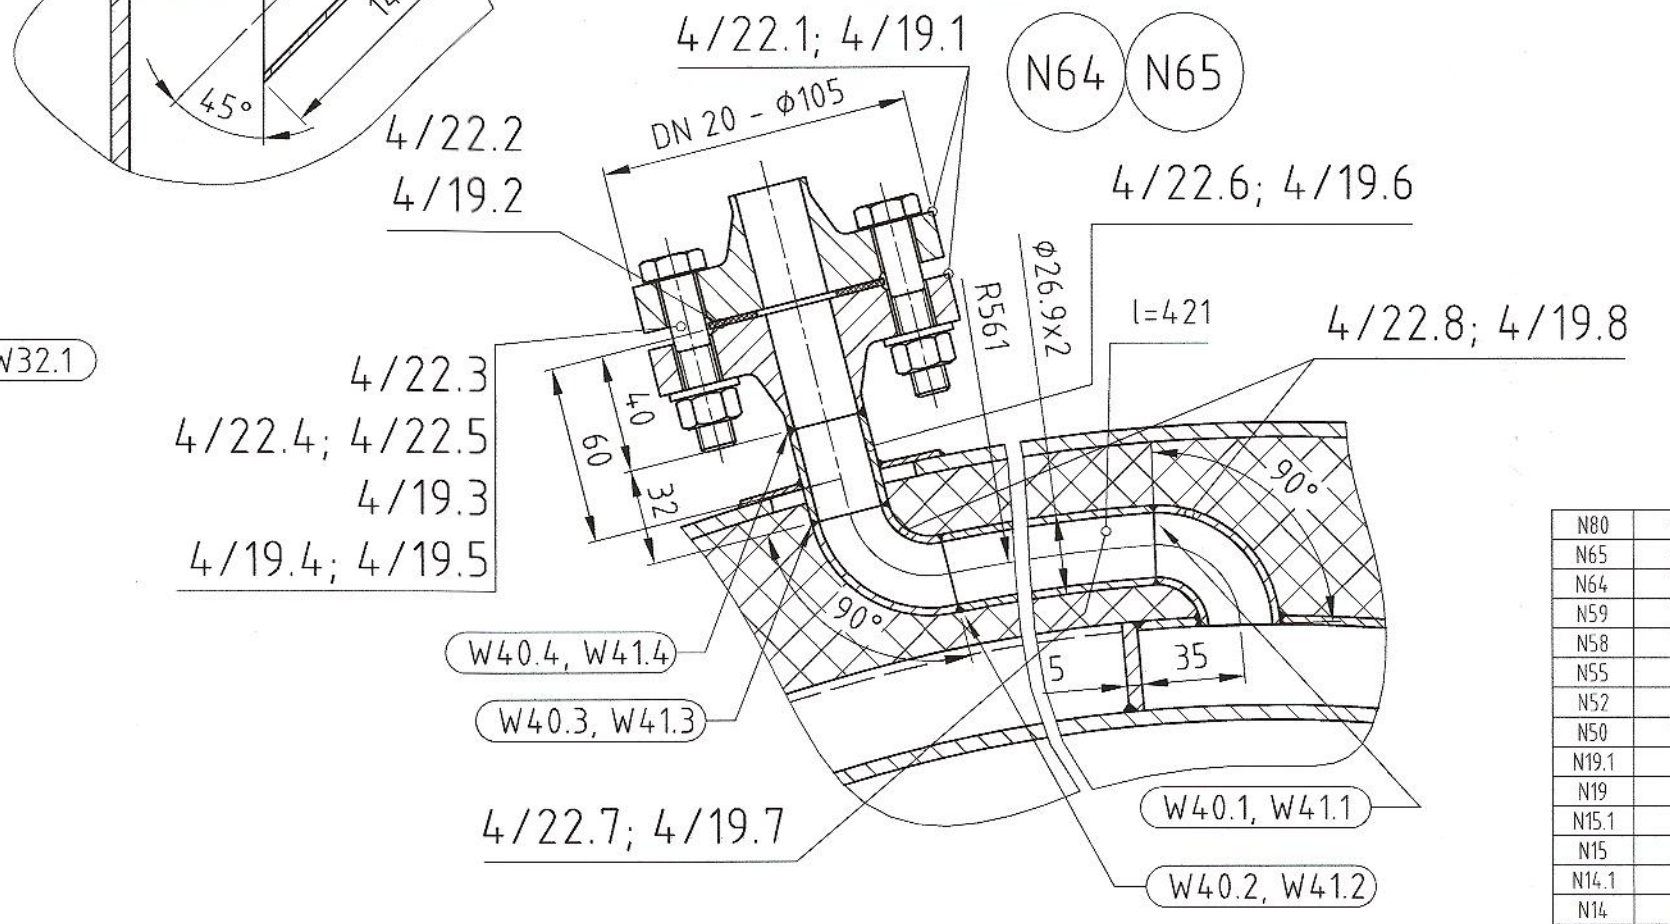 45°
4/22.1; 4/19.1
N64 N65
DN 20 - ϕ105
4/22.2
4/19.2
4/22.6; 4/19.6
ϕ26.9x2
R561
l=421
4/22.8; 4/19.8
W32.1
4/22.3
4/22.4; 4/22.5
4/19.3
4/19.4; 4/19.5
40
60
32
90°
90°
W40.4, W41.4
W40.3, W41.3
5
35
4/22.7; 4/19.7
W40.1, W41.1
W40.2, W41.2
N80
N65
N64
N59
N58
N55
N52
N50
N19.1
N19
N15.1
N15
N14.1
N14